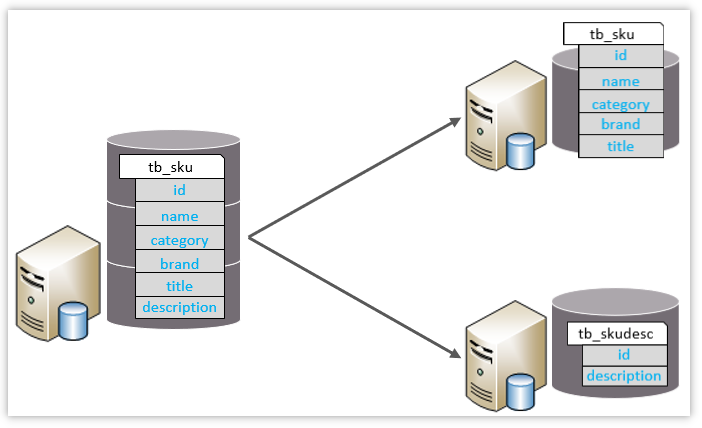 tb_sku
id
name
category
brand
title
description
tb_sku
id
name
category
brand
title
tb_skudesc
id
description